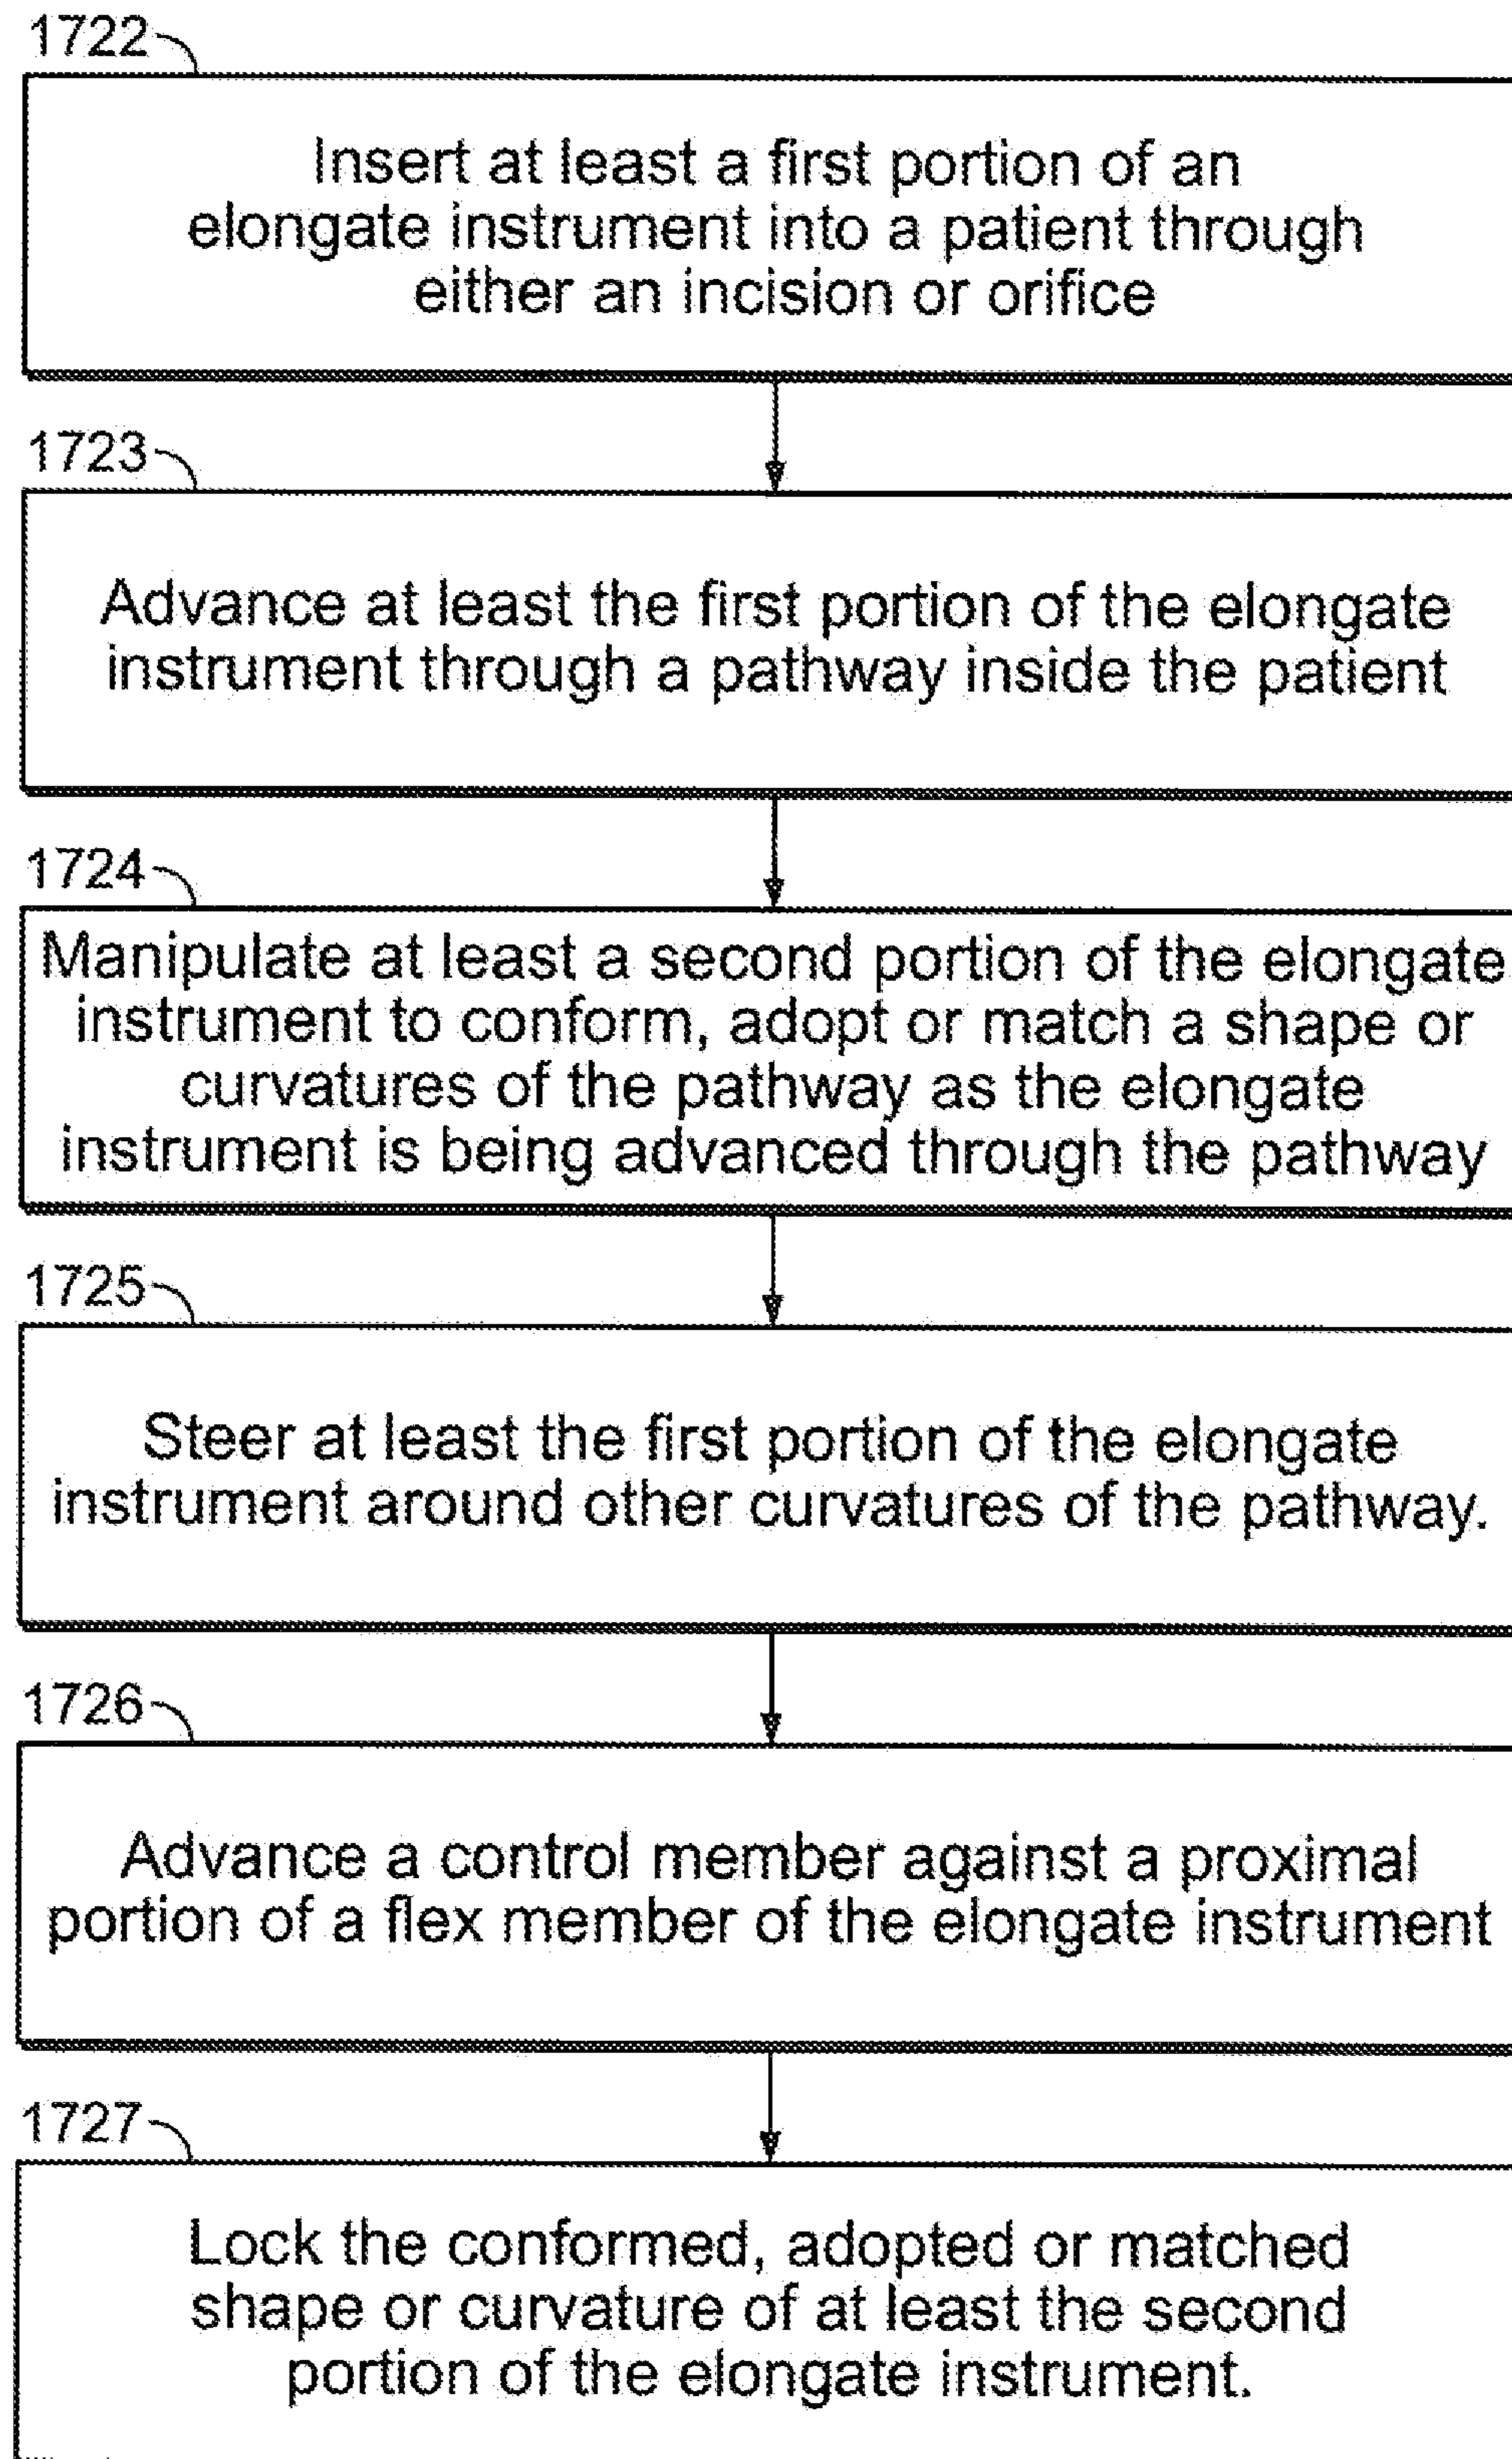 1722
Insert at least a first portion of an
elongate instrument into a patient through
either an incision or orifice
1723
Advance at least the first portion of the elongate
instrument through a pathway inside the patient
1724
Manipulate at least a second portion of the elongate
instrument to conform, adopt or match a shape or
curvatures of the pathway as the elongate
instrument is being advanced through the pathway
1725
Steer at least the first portion of the elongate
instrument around other curvatures of the pathway.
1726
Advance a control member against a proximal
portion of a flex member of the elongate instrument
1727
Lock the conformed, adopted or matched
shape or curvature of at least the second
portion of the elongate instrument.